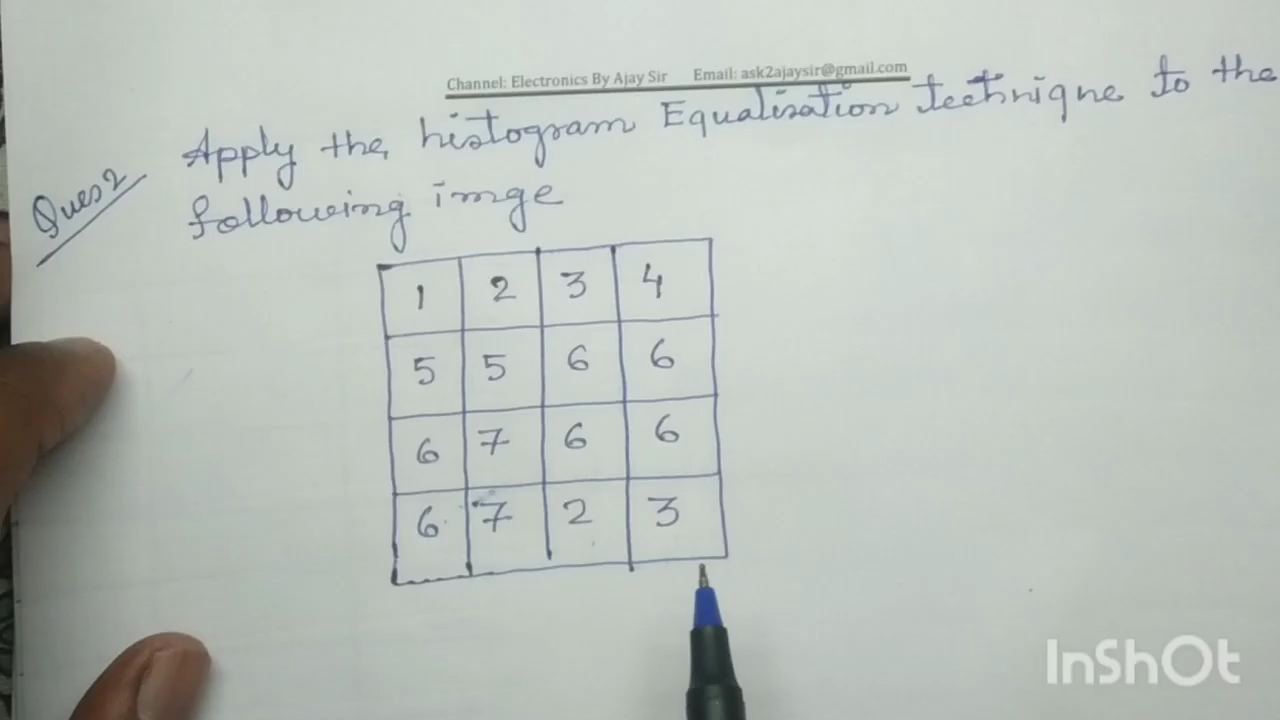 Channel: Electronics By Ajay Sir Email: ask2ajaysir@gmail.com
Ques2 Apply the histogram Equalisation technique to the
following imge
1 2 3 4
5 5 6 6
6 7 6 6
6 7 2 3
InShOt